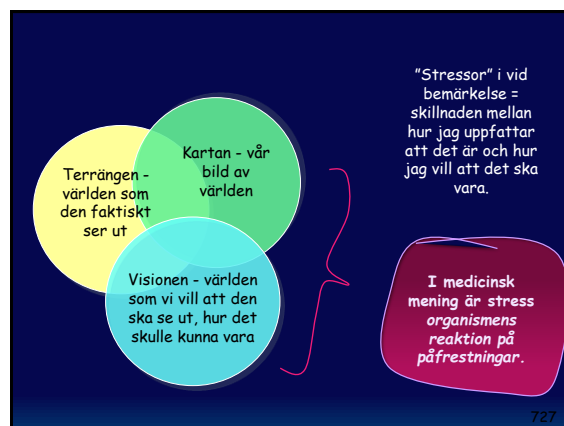 Terrängen -
världen som
den faktiskt
ser ut
Kartan - vår
bild av
världen
Visionen - världen
som vi vill att den
ska se ut, hur det
skulle kunna vara
"Stressor" i vid
bemärkelse =
skillnaden mellan
hur jag uppfattar
att det är och hur
jag vill att det ska
vara.
I medicinsk
mening är stress
organismens
reaktion på
påfrestningar.
727